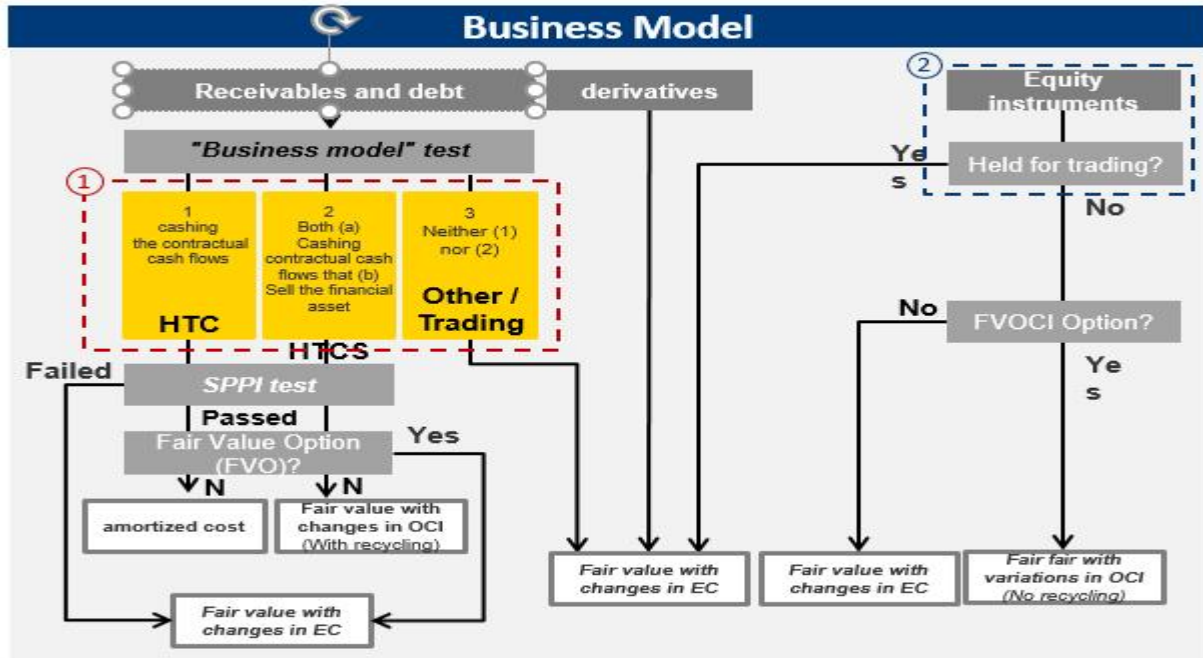 Business Model
Receivables and debt
derivatives
2
Equity
instruments
"Business model" test
Ye
s
Held for trading?
1
No
1
cashing
the contractual
cash flows
HTC
2
Both (a)
Cashing
contractual cash
flows that (b)
Sell the financial
asset
HTCS
3
Neither (1)
nor (2)
Other /
Trading
No
FVOCI Option?
Failed
SPPI test
Ye
s
Passed
Fair Value Option
(FVO)?
Yes
N
N
amortized cost
Fair value with
changes in OCI
(With recycling)
Fair value with
changes in EC
Fair value with
changes in EC
Fair fair with
variations in OCI
(No recycling)
Fair value with
changes in EC